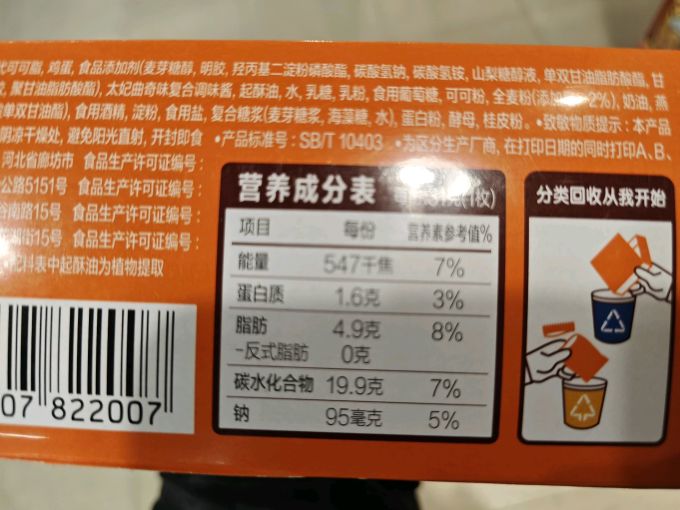 代可可脂, 鸡蛋, 食品添加剂(麦芽糖醇, 明胶, 羟丙基二淀粉磷酸酯, 碳酸氢钠, 碳酸氢铵, 山梨糖醇液, 单双甘油脂肪酸酯, 甘
聚甘油脂肪酸酯), 太妃曲奇味复合调味酱, 起酥油, 水, 乳糖, 乳粉, 食用葡萄糖, 可可粉, 全麦粉(添加 2%), 奶油, 燕
单双甘油酯), 食用酒精, 淀粉, 食用盐, 复合糖浆(麦芽糖浆, 海藻糖, 水), 蛋白粉, 酵母, 桂皮粉. •致敏物质提示: 本产品
阴凉干燥处, 避免阳光直射, 开封即食 •产品标准号: SB/T 10403 •为区分生产厂商, 在打印日期的同时打印A、B、
河北省廊坊市 食品生产许可证编号:
公路5151号 食品生产许可证编号:
谷南路15号 食品生产许可证编号:
街15号 食品生产许可证编号:
配料表中起酥油为植物提取
07 822007
营养成分表 (1枚)
项目 每份 营养素参考值%
能量 547千焦 7%
蛋白质 1.6克 3%
脂肪 4.9克 8%
-反式脂肪 0克
碳水化合物 19.9克 7%
钠 95毫克 5%
分类回收从我开始